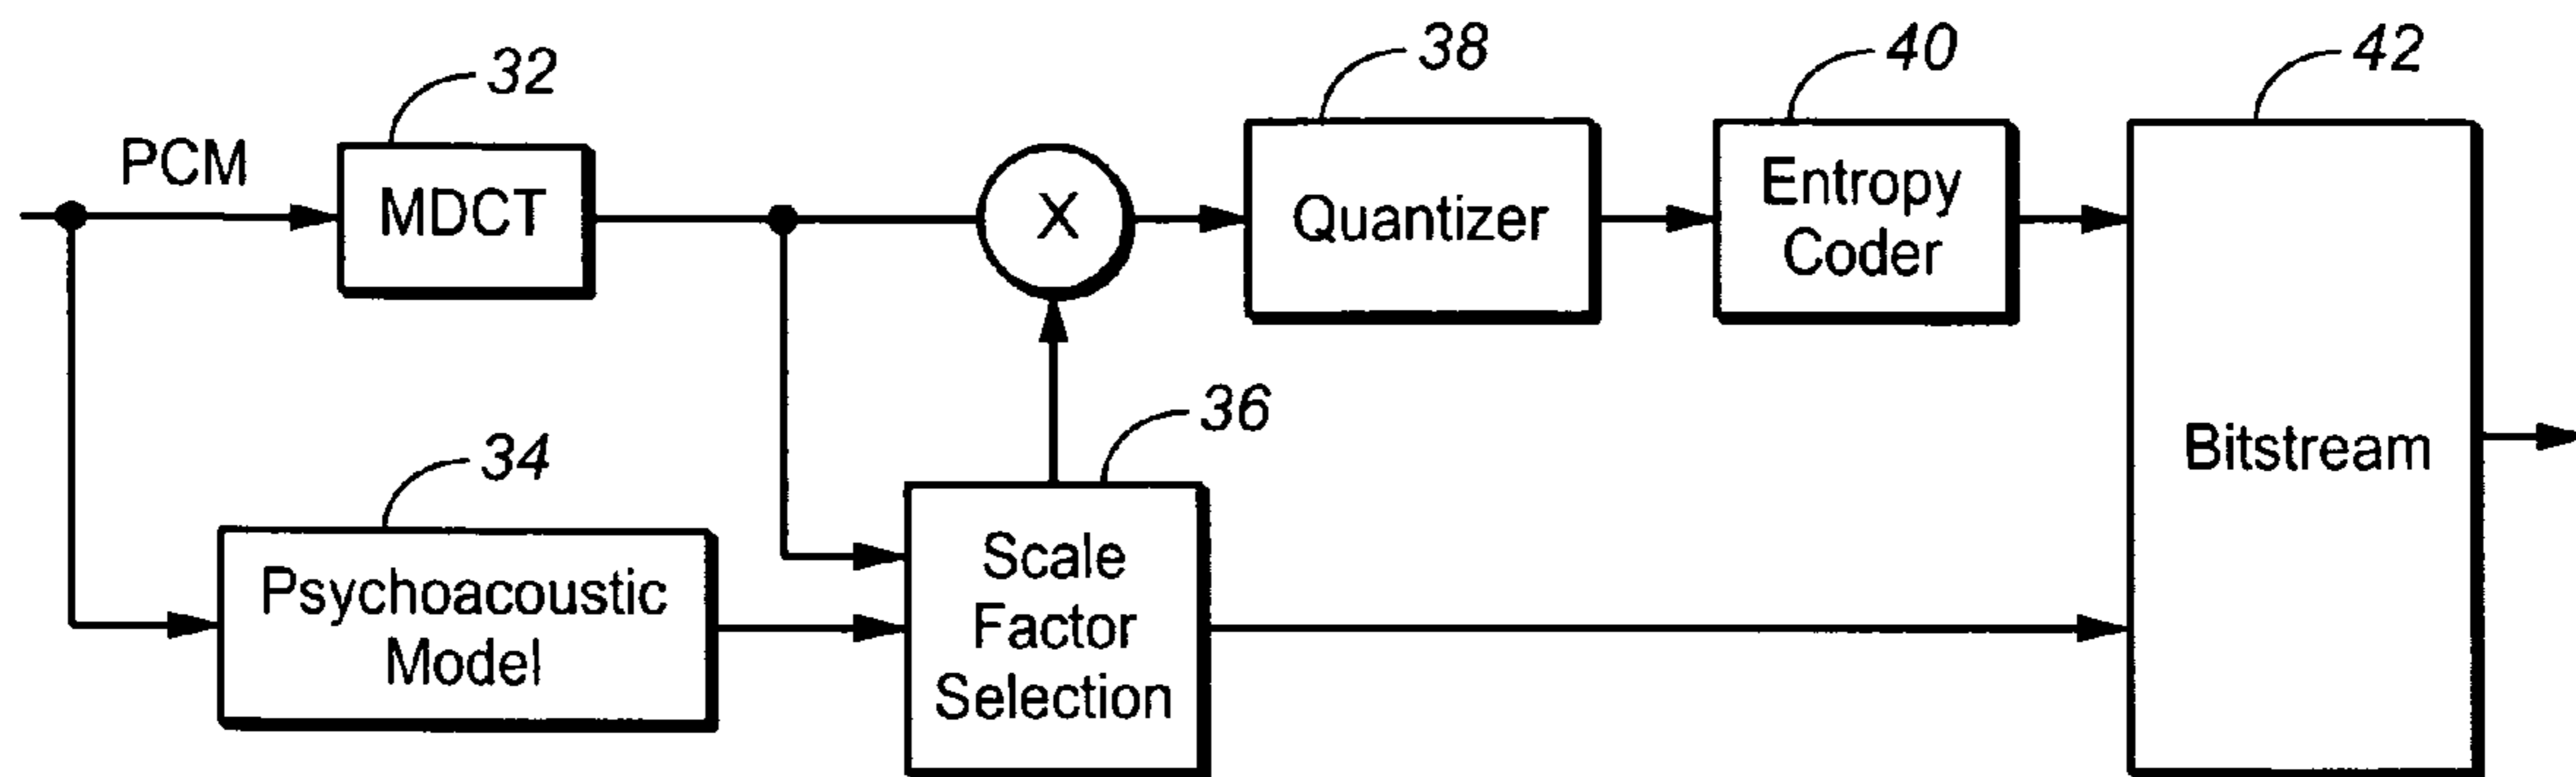 32
38
40
42
PCM
MDCT
X
Quantizer
Entropy
Coder
34
36
Psychoacoustic
Model
Scale
Factor
Selection
Bitstream